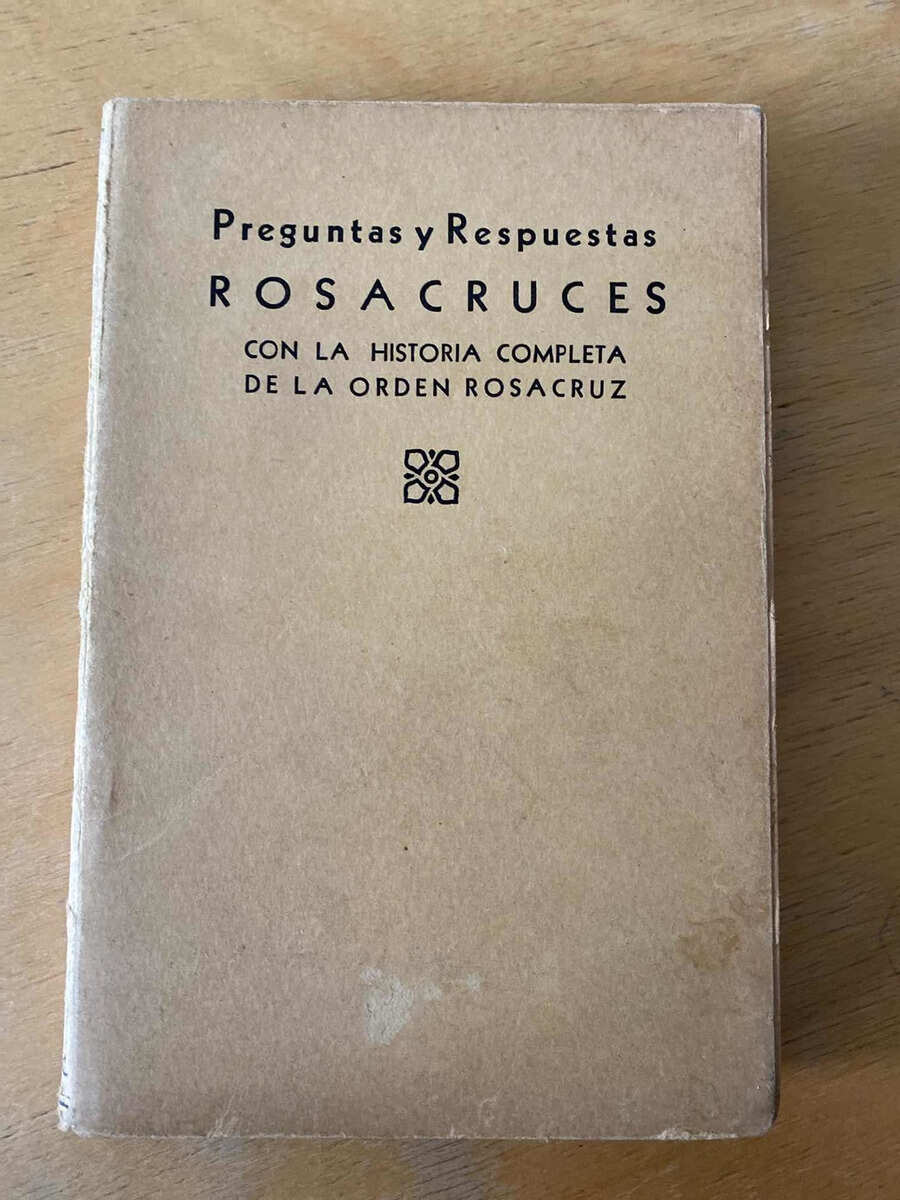 Preguntas y Respuestas
ROSACRUCES
CON LA HISTORIA COMPLETA
DE LA ORDEN ROSACRUZ